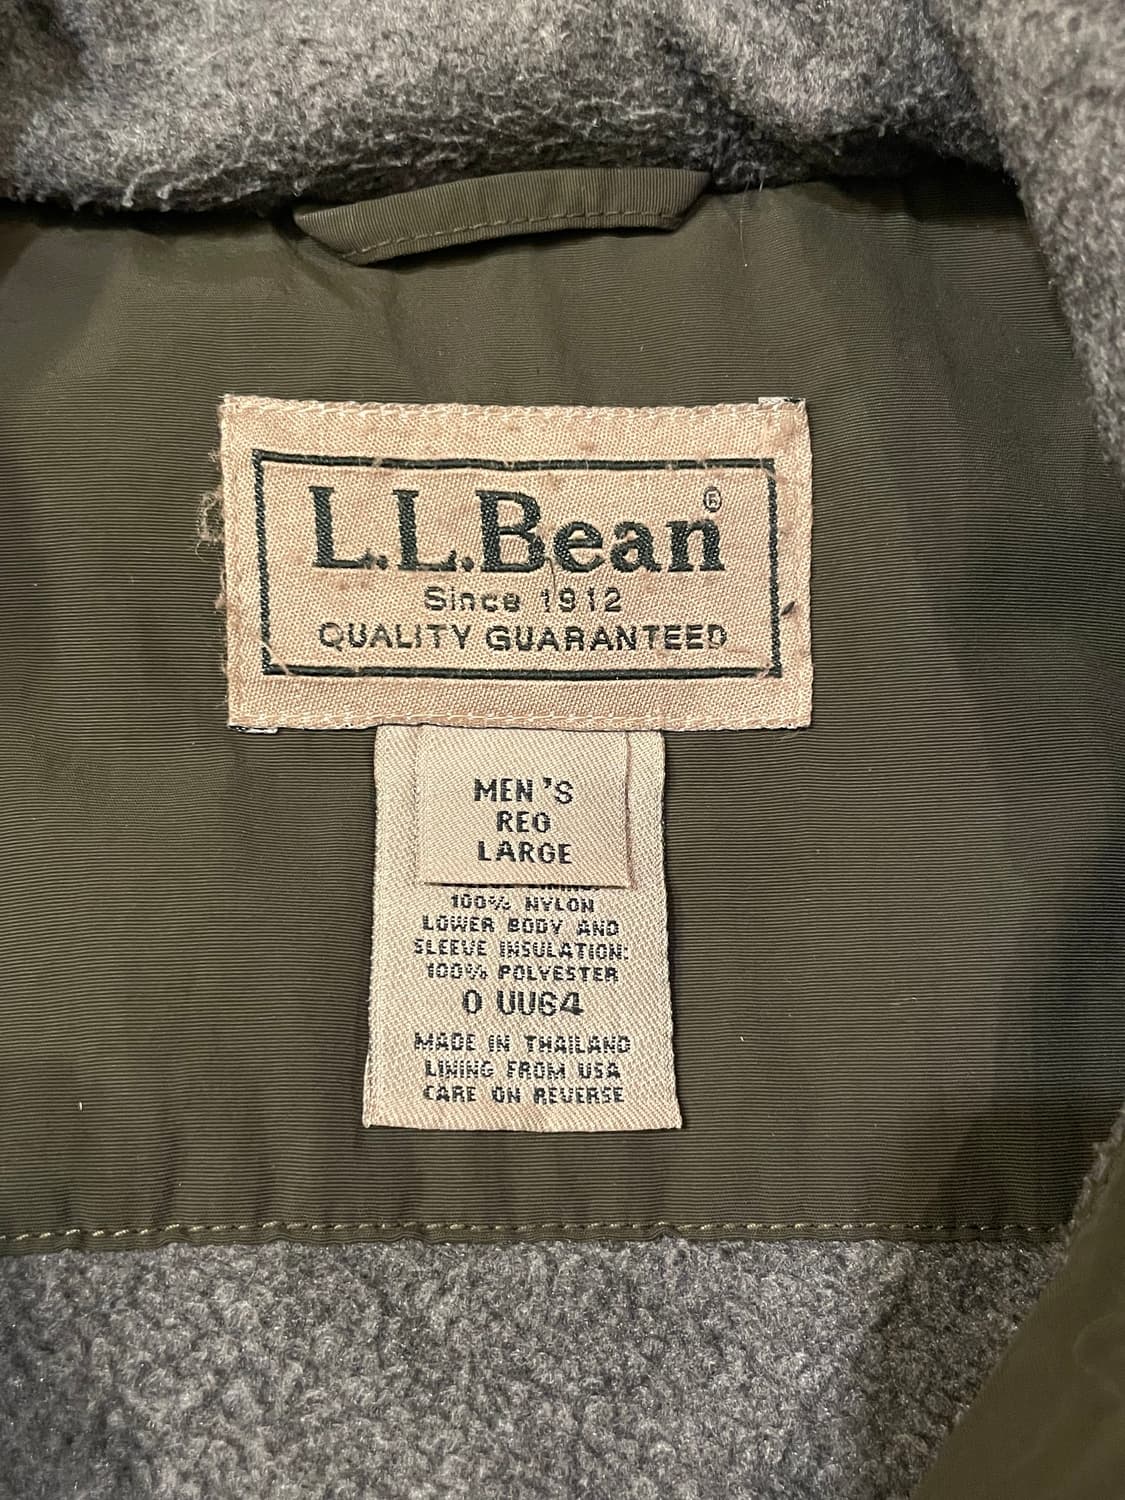 L.L.Bean®
Since 1912
QUALITY GUARANTEED
MEN'S
REG
LARGE
100% NYLON
LOWER BODY AND
SLEEVE INSULATION:
100% POLYESTER
0 UU64
MADE IN THAILAND
LINING FROM USA
CARE ON REVERSE